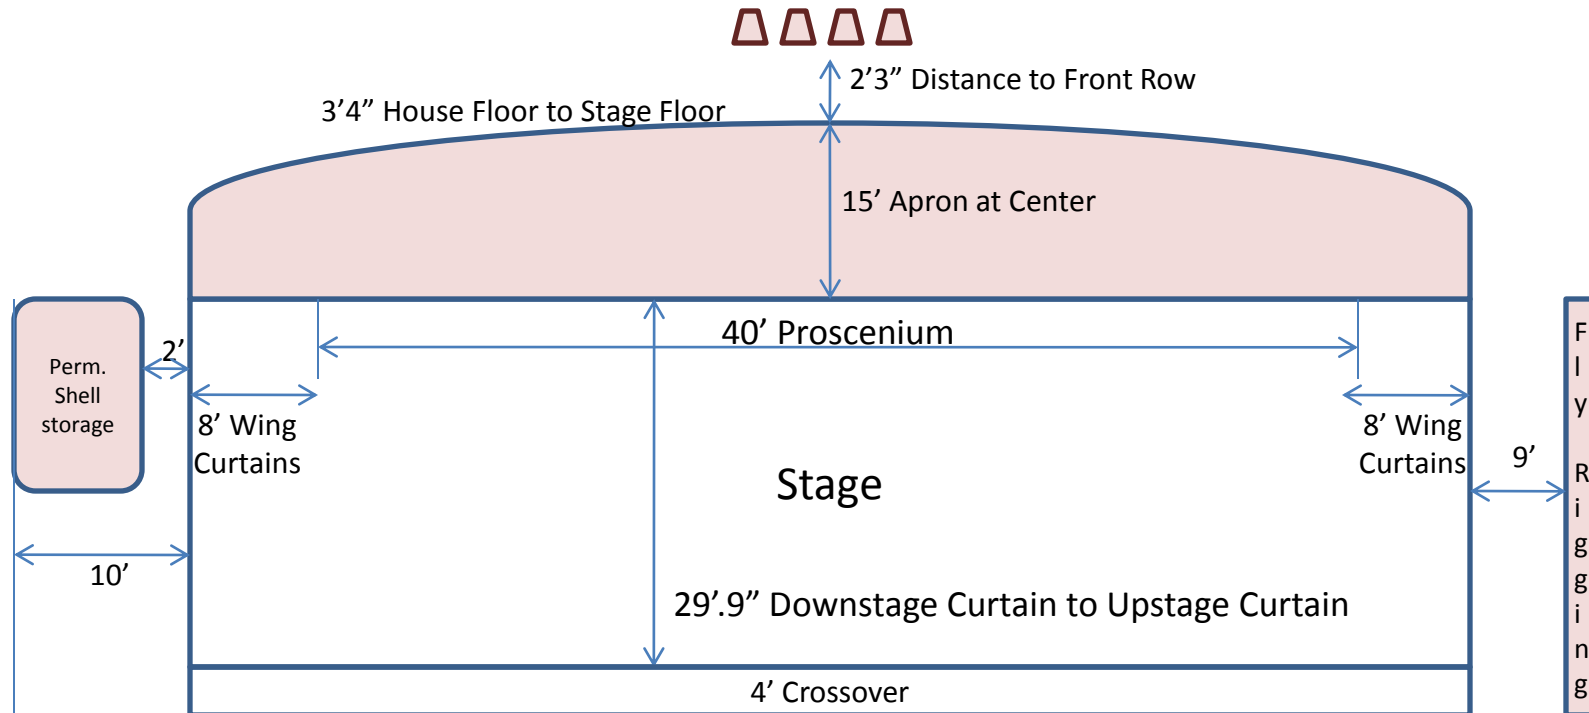 2’3” Distance to Front Row
3’4” House Floor to Stage Floor
15’ Apron at Center
40’ Proscenium
2’
Perm.
Shell
storage
8’ Wing
Curtains
8’ Wing
Curtains
9’
Stage
10’
29’.9” Downstage Curtain to Upstage Curtain
4’ Crossover
F
l
y
R
i
g
g
i
n
g